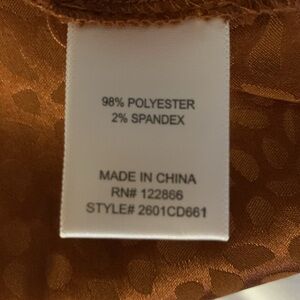 98% POLYESTER
2% SPANDEX
MADE IN CHINA
RN# 122866
STYLE# 2601CD661